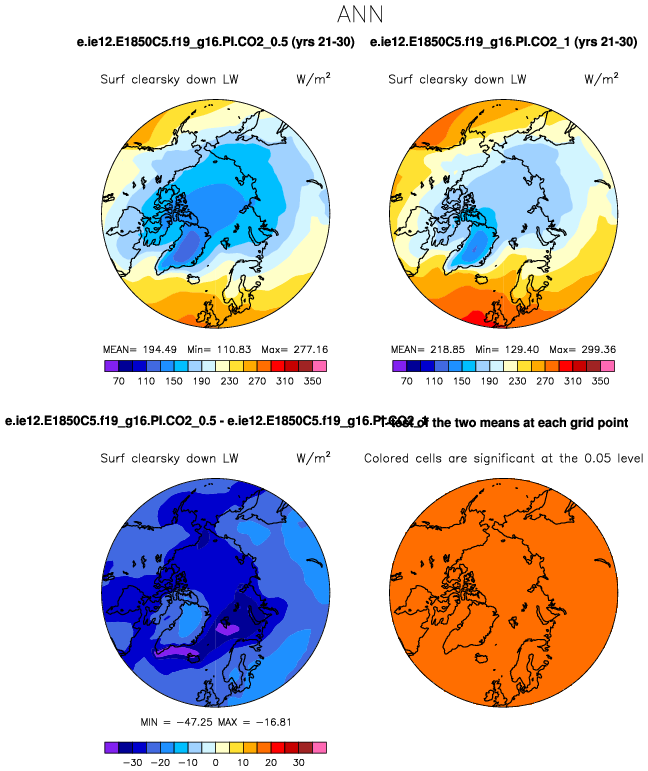 ANN
e.ie12.E1850C5.f19_g16.PI.CO2_0.5 (yrs 21-30)
e.ie12.E1850C5.f19_g16.PI.CO2_1 (yrs 21-30)
Surf clearsky down LW W/m²
Surf clearsky down LW W/m²
MEAN= 194.49 Min= 110.83 Max= 277.16
MEAN= 218.85 Min= 129.40 Max= 299.36
70 110 150 190 230 270 310 350
70 110 150 190 230 270 310 350
e.ie12.E1850C5.f19_g16.PI.CO2_0.5 - e.ie12.E1850C5.f19_g16.PI.CO2_1
T-test of the two means at each grid point
Surf clearsky down LW W/m²
Colored cells are significant at the 0.05 level
MIN = −47.25 MAX = −16.81
−30 −20 −10 0 10 20 30